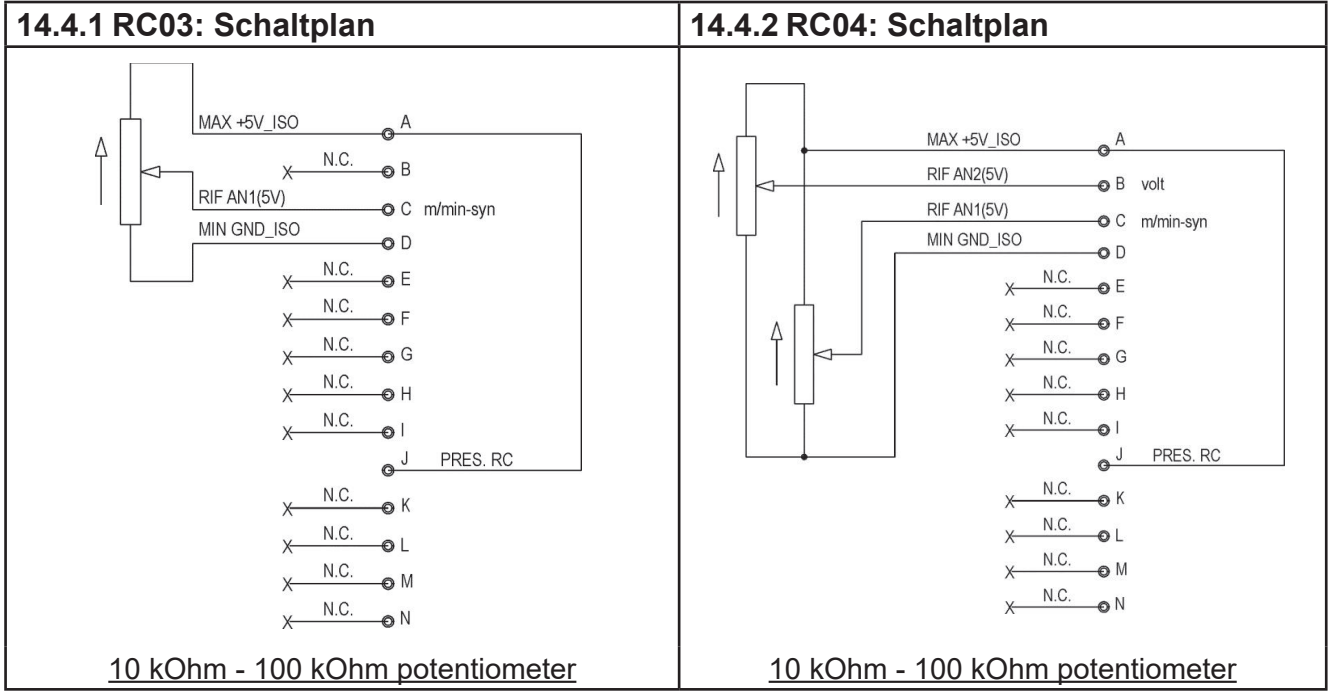 14.4.1 RC03: Schaltplan
MAX +5V_ISO A
N.C. B
RIF AN1(5V) C m/min-syn
MIN GND_ISO D
X N.C. E
X N.C. F
X N.C. G
X N.C. H
X N.C. I
J PRES. RC
X N.C. K
X N.C. L
X N.C. M
X N.C. N
10 kOhm - 100 kOhm potentiometer
14.4.2 RC04: Schaltplan
MAX +5V_ISO A
RIF AN2(5V) B volt
RIF AN1(5V) C m/min-syn
MIN GND_ISO D
X N.C. E
X N.C. F
X N.C. G
X N.C. H
X N.C. I
J PRES. RC
X N.C. K
X N.C. L
X N.C. M
X N.C. N
10 kOhm - 100 kOhm potentiometer